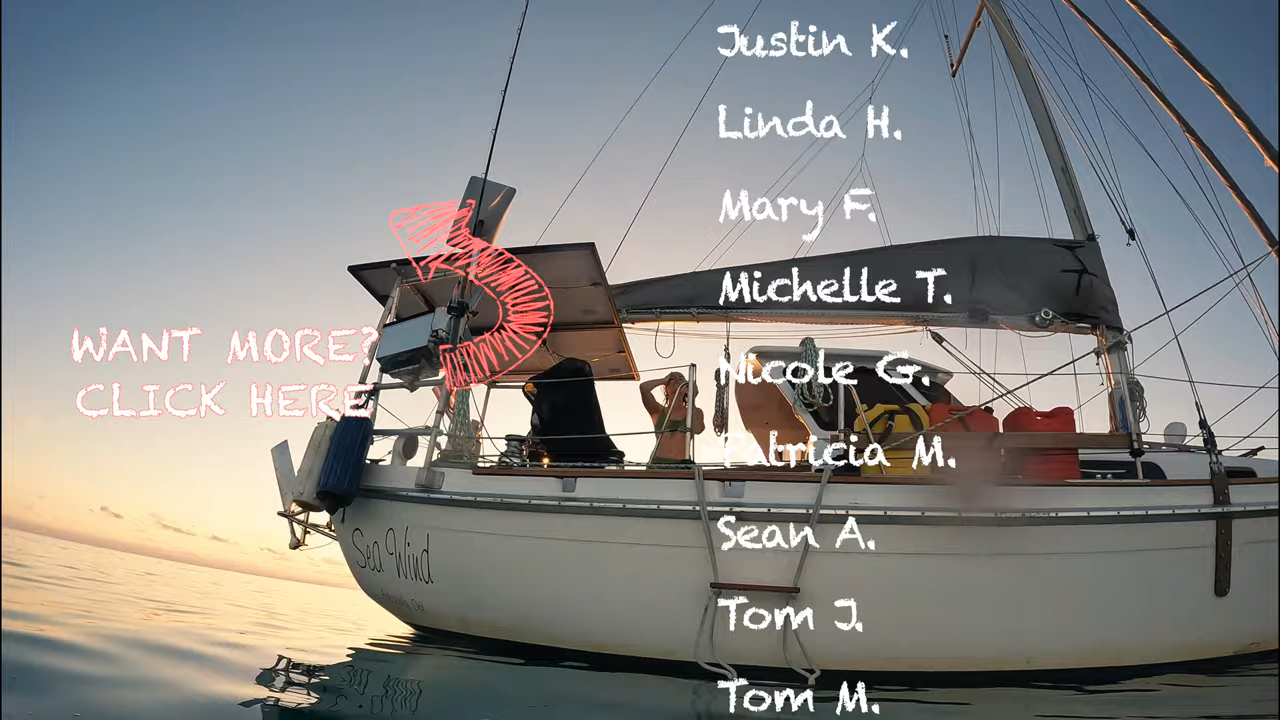 Justin K.
Linda H.
Mary F.
Michelle T.
WANT MORE?
CLICK HERE
Nicole G.
Patricia M.
Sean A.
Sea Wind
Tom J.
Tom M.